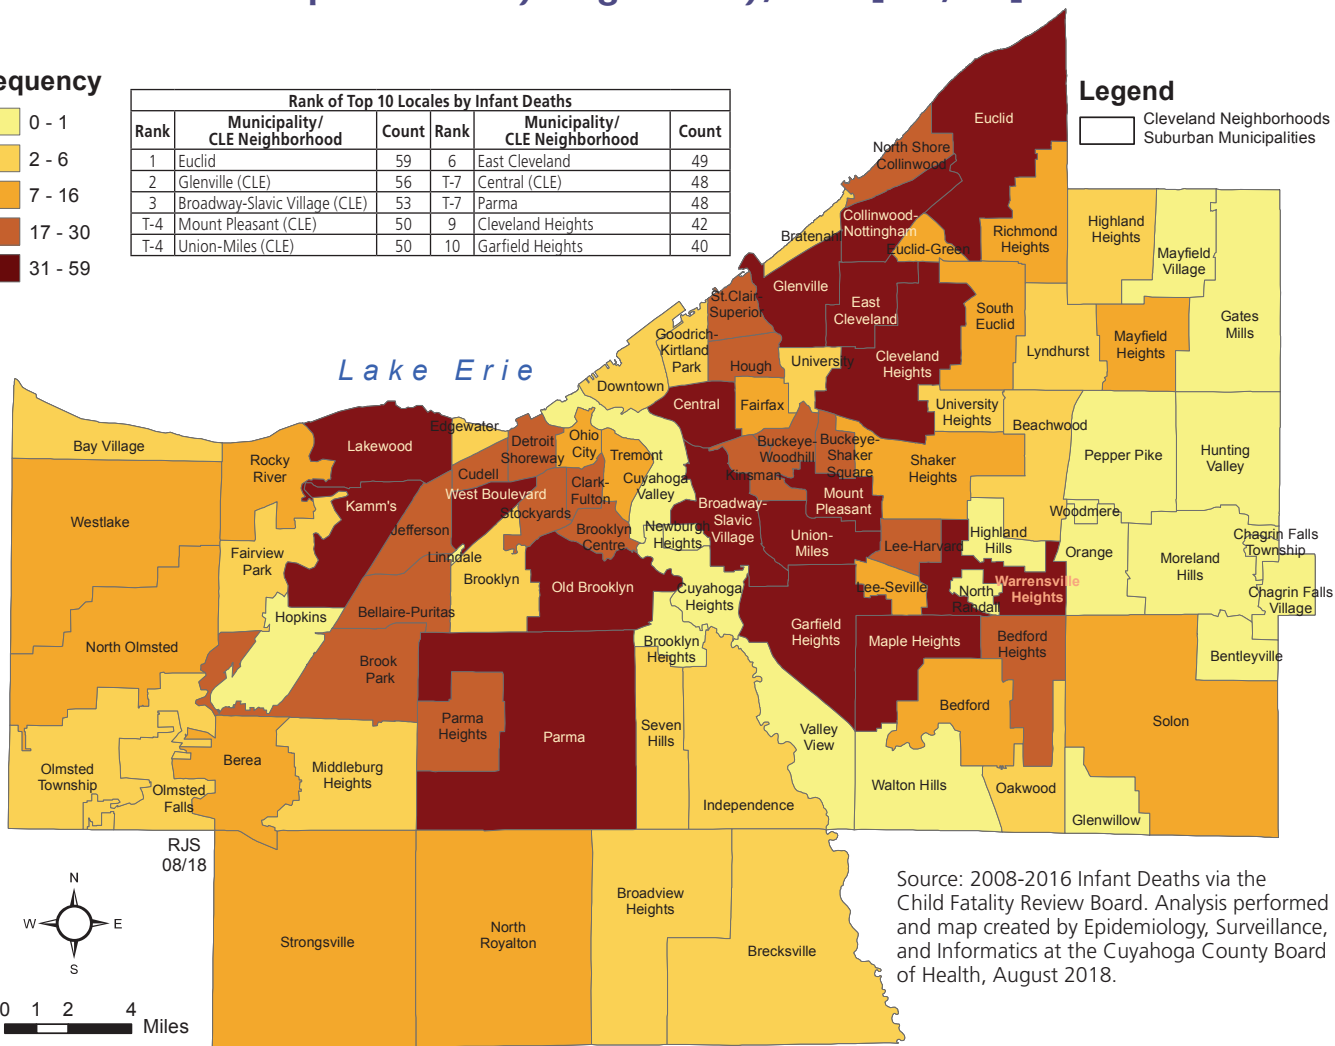 equency
0 - 1
2 - 6
7 - 16
17 - 30
31 - 59
Rank of Top 10 Locales by Infant Deaths
Rank Municipality/ CLE Neighborhood Count Rank Municipality/ CLE Neighborhood Count
1 Euclid 59 6 East Cleveland 49
2 Glenville (CLE) 56 T-7 Central (CLE) 48
3 Broadway-Slavic Village (CLE) 53 T-7 Parma 48
T-4 Mount Pleasant (CLE) 50 9 Cleveland Heights 42
T-4 Union-Miles (CLE) 50 10 Garfield Heights 40
Legend
Cleveland Neighborhoods
Suburban Municipalities
Lake Erie
Euclid
North Shore
Collinwood
Collinwood-
Nottingham
Bratenahl
Euclid-Green
Richmond
Heights
Highland
Heights
Mayfield
Village
Gates
Mills
Glenville
St.Clair-
Superior
East
Cleveland
South
Euclid
Lyndhurst
Mayfield
Heights
Goodrich-
Kirtland
Park
Hough
University
Cleveland
Heights
Downtown
Central
Fairfax
University
Heights
Beachwood
Pepper Pike
Hunting
Valley
Bay Village
Lakewood
Edgewater
Detroit
Shoreway
Ohio
City
Tremont
Cuyahoga
Valley
Buckeye-
Woodhill
Buckeye-
Shaker
Square
Shaker
Heights
Rocky
River
Cudell
Kinsman
West Boulevard
Clark-
Fulton
Stockyards
Kamm's
Westlake
Jefferson
Brooklyn
Centre
Newburgh
Heights
Broadway-
Slavic
Village
Mount
Pleasant
Union-
Miles
Lee-Harvard
Highland
Hills
Woodmere
Orange
Moreland
Hills
Chagrin Falls
Township
Chagrin Falls
Village
Fairview
Park
Linndale
Brooklyn
Old Brooklyn
Cuyahoga
Heights
Lee-Seville
North
Randall
Warrensville
Heights
Hopkins
Bellaire-Puritas
Garfield
Heights
Maple Heights
Bedford
Heights
Bentleyville
North Olmsted
Brook
Park
Brooklyn
Heights
Parma
Heights
Parma
Seven
Hills
Valley
View
Bedford
Solon
Olmsted
Township
Olmsted
Falls
Berea
Middleburg
Heights
Independence
Walton Hills
Oakwood
Glenwillow
RJS
08/18
Strongsville
North
Royalton
Broadview
Heights
Brecksville
N
W E
S
0 1 2 4
Miles
Source: 2008-2016 Infant Deaths via the
Child Fatality Review Board. Analysis performed
and map created by Epidemiology, Surveillance,
and Informatics at the Cuyahoga County Board
of Health, August 2018.